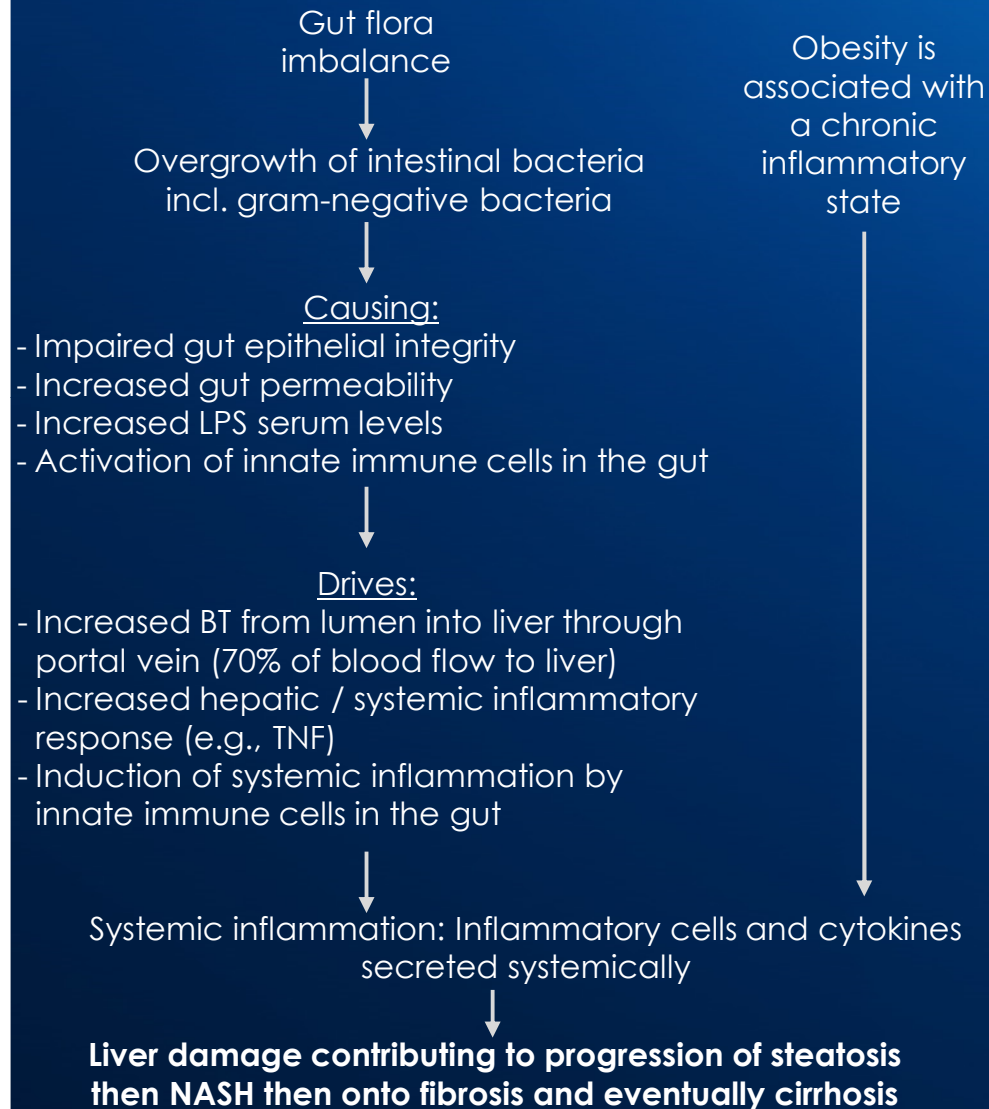 Gut flora
imbalance
Obesity is
associated with
a chronic
inflammatory
state
Overgrowth of intestinal bacteria
incl. gram-negative bacteria
Causing:
- Impaired gut epithelial integrity
- Increased gut permeability
- Increased LPS serum levels
- Activation of innate immune cells in the gut
Drives:
- Increased BT from lumen into liver through
portal vein (70% of blood flow to liver)
- Increased hepatic / systemic inflammatory
response (e.g., TNF)
- Induction of systemic inflammation by
innate immune cells in the gut
Systemic inflammation: Inflammatory cells and cytokines
secreted systemically
Liver damage contributing to progression of steatosis
then NASH then onto fibrosis and eventually cirrhosis